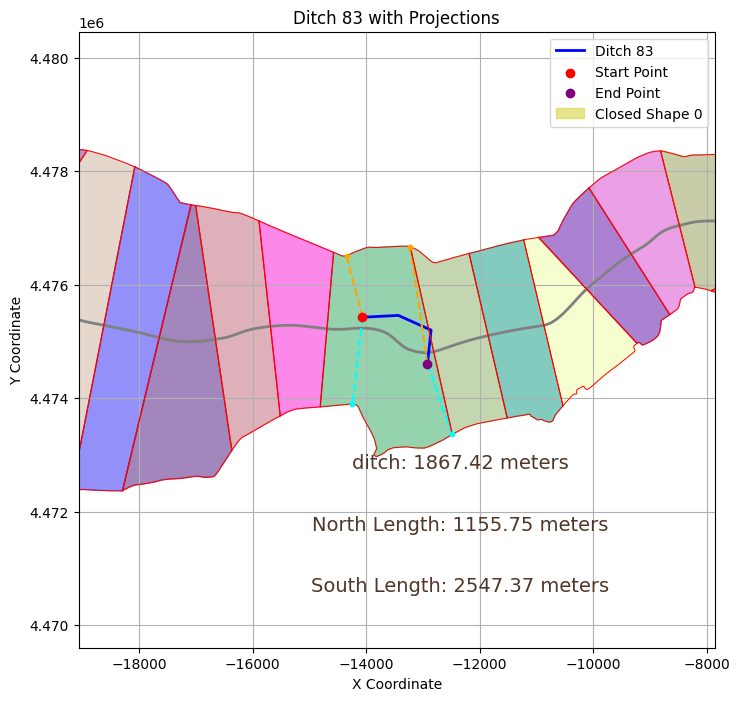 Ditch 83 with Projections
1e6
Ditch 83
Start Point
End Point
Closed Shape 0
4.480
4.478
4.476
4.474
4.472
4.470
Y Coordinate
ditch: 1867.42 meters
North Length: 1155.75 meters
South Length: 2547.37 meters
−18000 −16000 −14000 −12000 −10000 −8000
X Coordinate